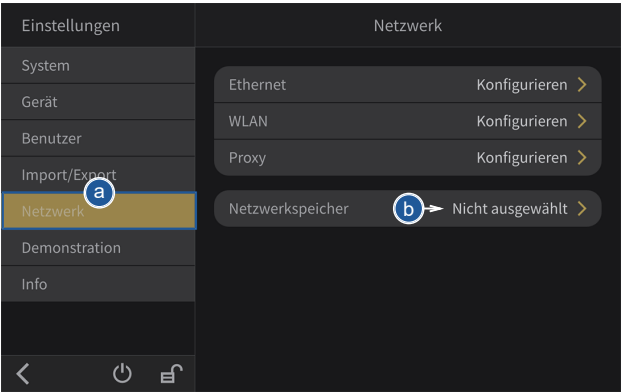 Einstellungen
Netzwerk
System
Gerät
Benutzer
Import/Export
a
Netzwerk
Demonstration
Info
Ethernet Konfigurieren
WLAN Konfigurieren
Proxy Konfigurieren
Netzwerkspeicher b Nicht ausgewählt